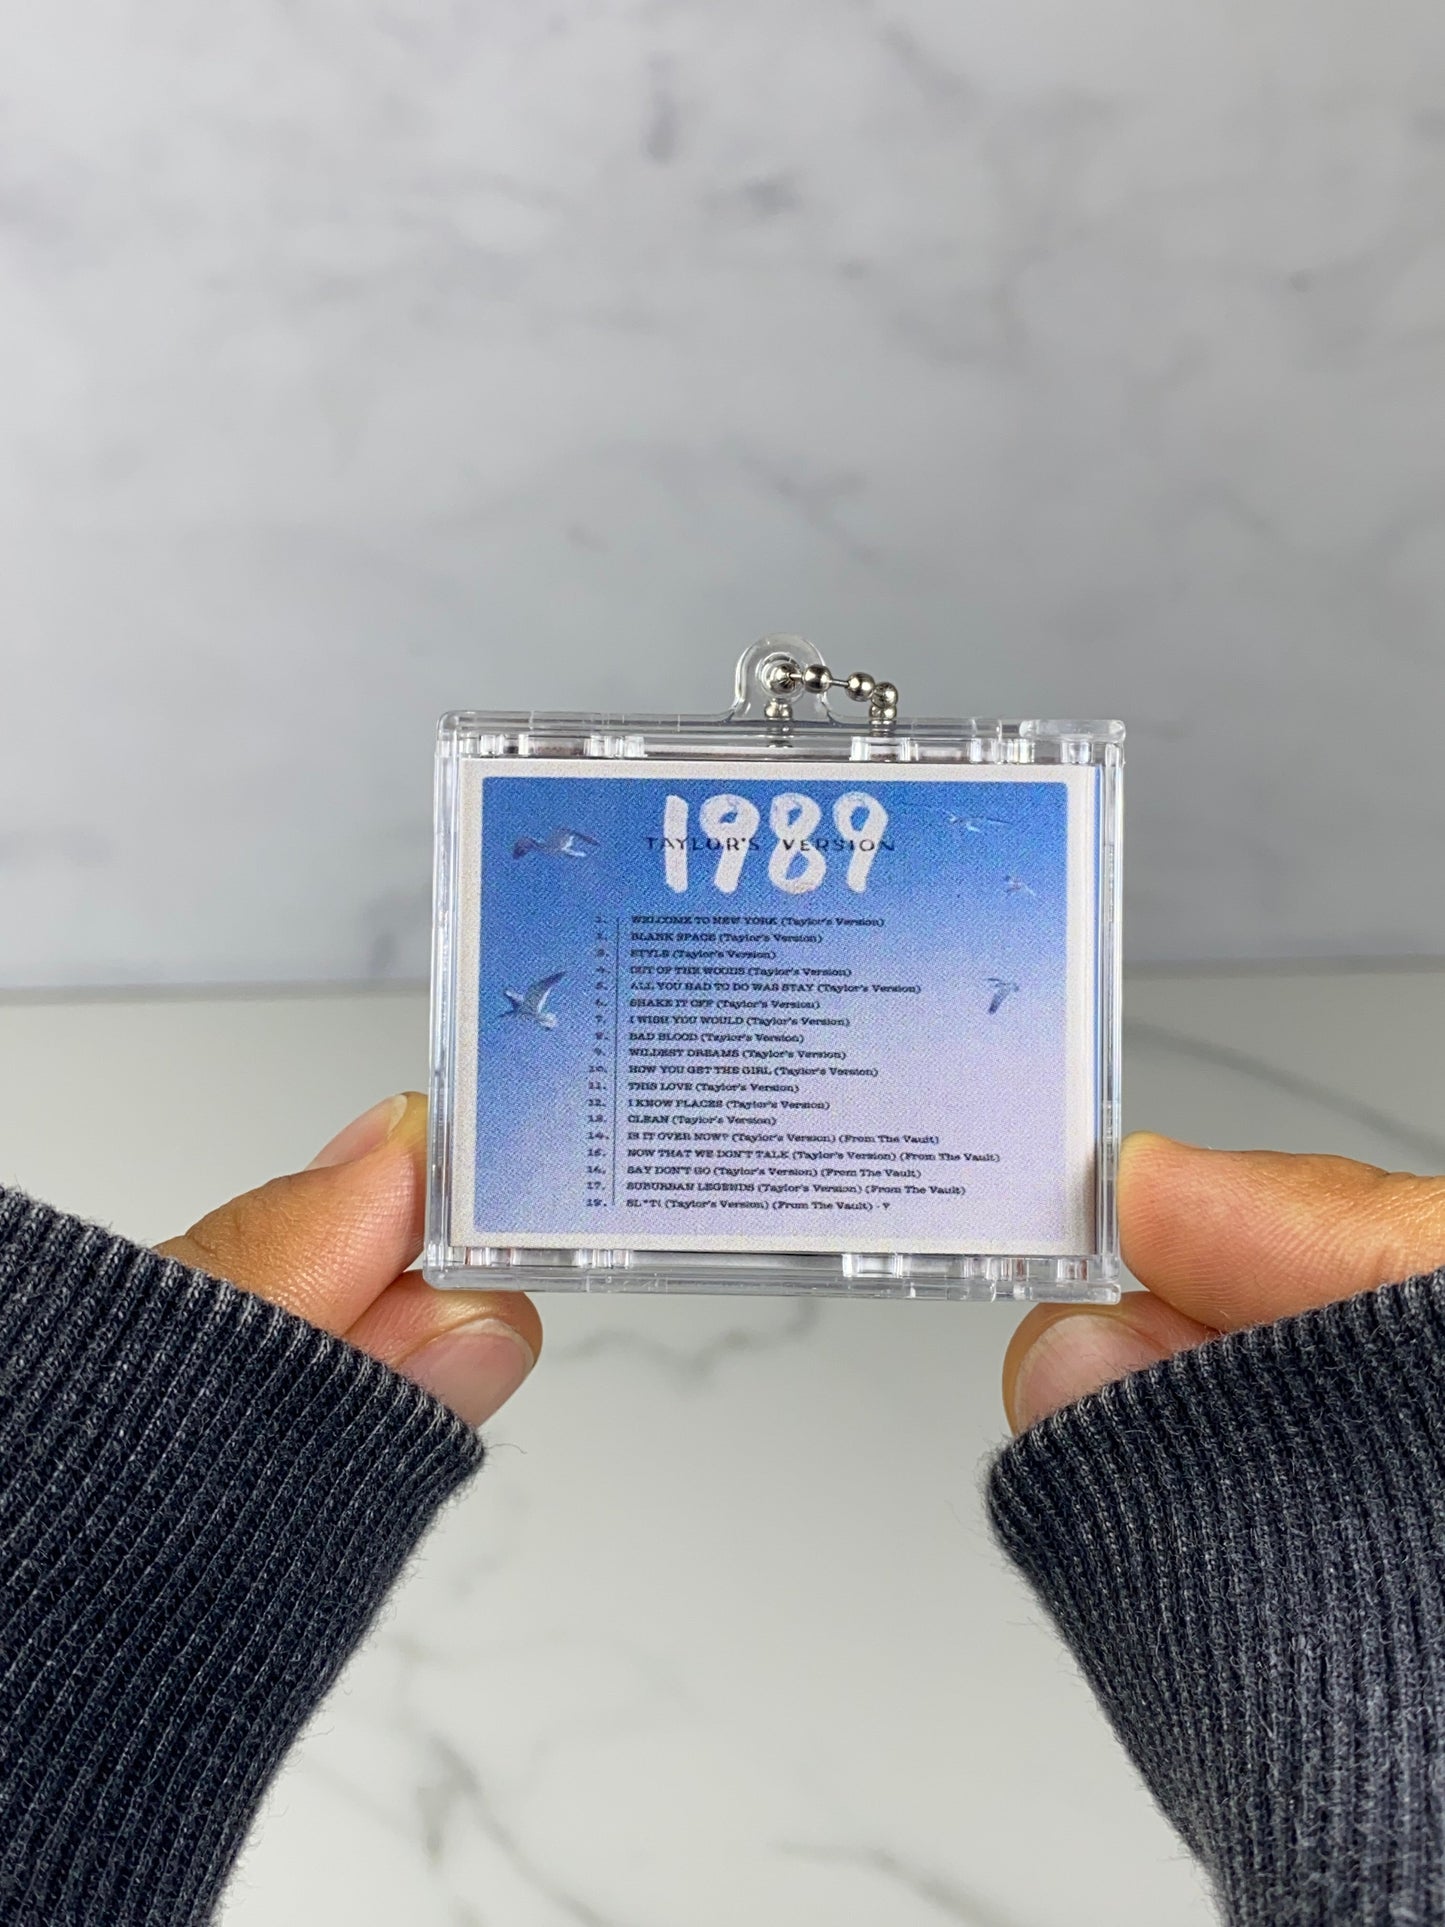 1989
TAYLOR'S VERSION
1. WELCOME TO NEW YORK (Taylor's Version)
2. BLANK SPACE (Taylor's Version)
3. STYLE (Taylor's Version)
4. OUT OF THE WOODS (Taylor's Version)
5. ALL YOU HAD TO DO WAS STAY (Taylor's Version)
6. SHAKE IT OFF (Taylor's Version)
7. I WISH YOU WOULD (Taylor's Version)
8. BAD BLOOD (Taylor's Version)
9. WILDEST DREAMS (Taylor's Version)
10. HOW YOU GET THE GIRL (Taylor's Version)
11. THIS LOVE (Taylor's Version)
12. I KNOW PLACES (Taylor's Version)
13. CLEAN (Taylor's Version)
14. IS IT OVER NOW? (Taylor's Version) (From The Vault)
15. NOW THAT WE DON'T TALK (Taylor's Version) (From The Vault)
16. SAY DON'T GO (Taylor's Version) (From The Vault)
17. SUBURBAN LEGENDS (Taylor's Version) (From The Vault)
18. (Taylor's Version) (From The Vault)